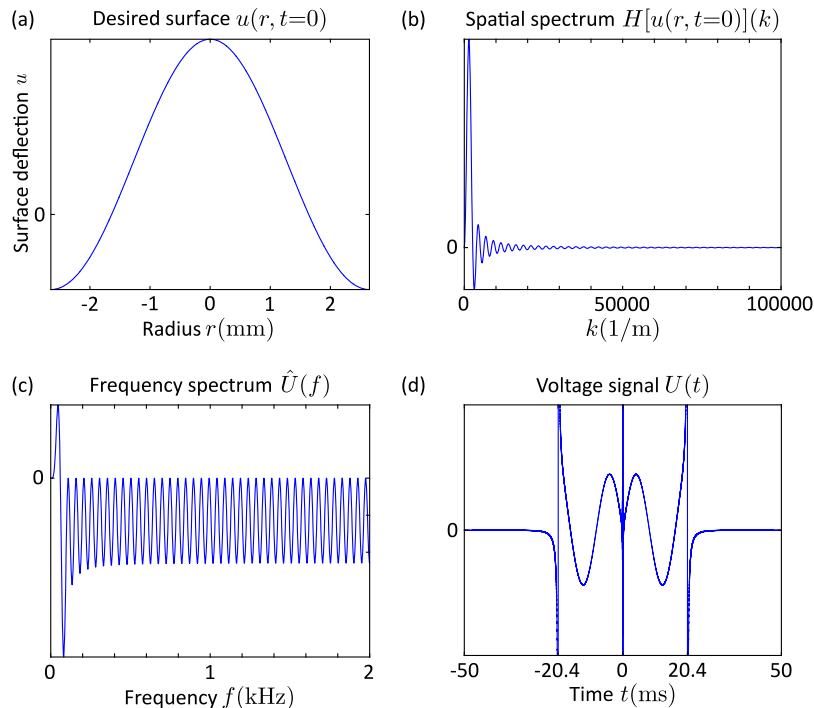 (a) Desired surface u(r, t=0)
Surface deflection u
0
-2 -1 0 1 2
Radius r(mm)
(b) Spatial spectrum H[u(r, t=0)](k)
0
0 50000 100000
k(1/m)
(c) Frequency spectrum Û(f)
0
0 1 2
Frequency f(kHz)
(d) Voltage signal U(t)
0
-50 -20.4 0 20.4 50
Time t(ms)